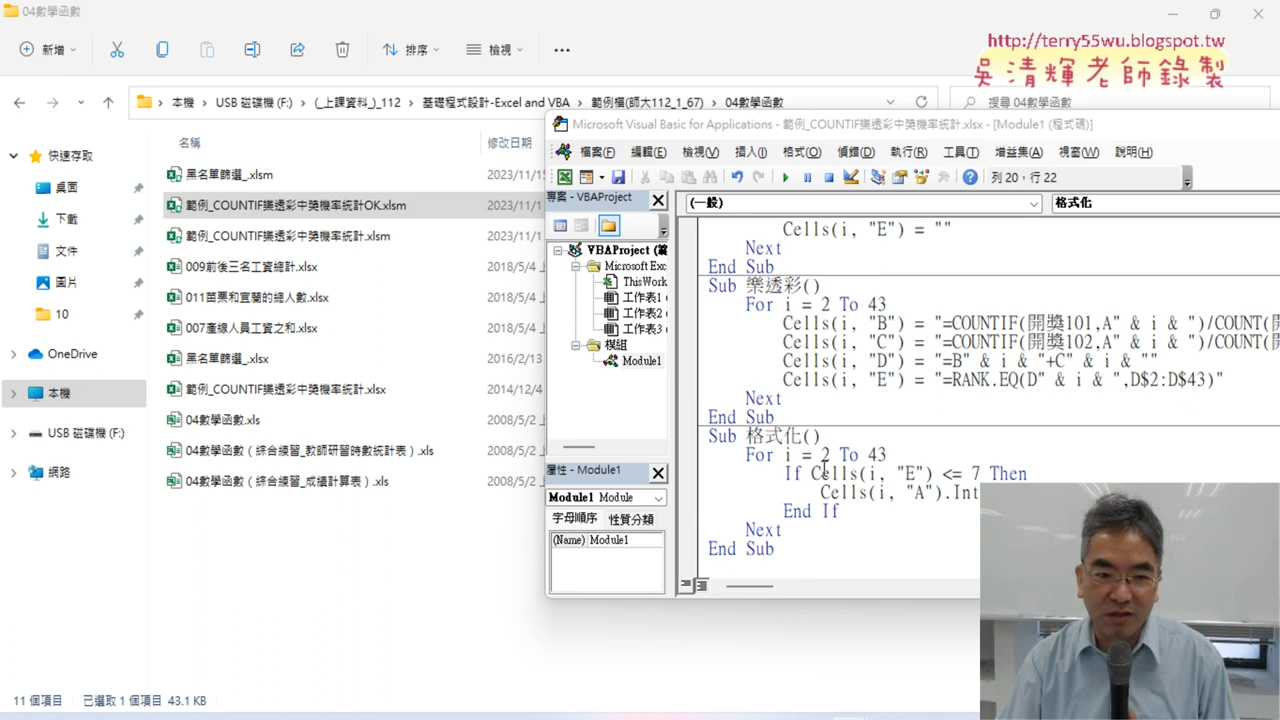 04數學函數
新增
排序
檢視
http://terry55wu.blogspot.tw
吳清輝老師錄製
本機 > USB 磁碟機 (F:) > (_上課資料_)_112 > 基礎程式設計-Excel and VBA > 範例檔(師大112_1_67) > 04數學函數
搜尋 04數學函數
名稱
修改日期
快速存取
桌面
下載
文件
圖片
10
OneDrive
本機
USB 磁碟機 (F:)
網路
黑名單篩選_.xlsm 2023/11/15
範例_COUNTIF樂透彩中獎機率統計OK.xlsm 2023/11/1
範例_COUNTIF樂透彩中獎機率統計.xlsm 2023/11/1
009前後三名工資總計.xlsx 2018/5/4
011苗栗和宜蘭的總人數.xlsx 2018/5/4
007產線人員工資之和.xlsx 2018/5/4
黑名單篩選_.xlsx 2016/2/13
範例_COUNTIF樂透彩中獎機率統計.xlsx 2014/12/4
04數學函數.xls 2008/5/2
04數學函數（綜合練習_教師研習時數統計表）.xls 2008/5/2
04數學函數（綜合練習_成績計算表）.xls 2008/5/2
11 個項目 已選取 1 個項目 43.1 KB
Microsoft Visual Basic for Applications - 範例_COUNTIF樂透彩中獎機率統計.xlsx - [Module1 (程式碼)]
檔案(F) 編輯(E) 檢視(V) 插入(I) 格式(O) 偵錯(D) 執行(R) 工具(T) 增益集(A) 視窗(W) 說明(H)
列 20，行 22
專案 - VBAProject
VBAProject (範
Microsoft Exc
ThisWork
工作表1
工作表2
工作表3
模組
Module1
屬性 - Module1
Module1 Module
字母順序 性質分類
(Name) Module1
(一般)
格式化
Cells(i, "E") = ""
Next
End Sub
Sub 樂透彩()
For i = 2 To 43
Cells(i, "B") = "=COUNTIF(開獎101,A" & i & ")/COUNT(開
Cells(i, "C") = "=COUNTIF(開獎102,A" & i & ")/COUNT(開
Cells(i, "D") = "=B" & i & "+C" & i & ""
Cells(i, "E") = "=RANK.EQ(D" & i & ",D$2:D$43)"
Next
End Sub
Sub 格式化()
For i = 2 To 43
If Cells(i, "E") <= 7 Then
Cells(i, "A").Int
End If
Next
End Sub